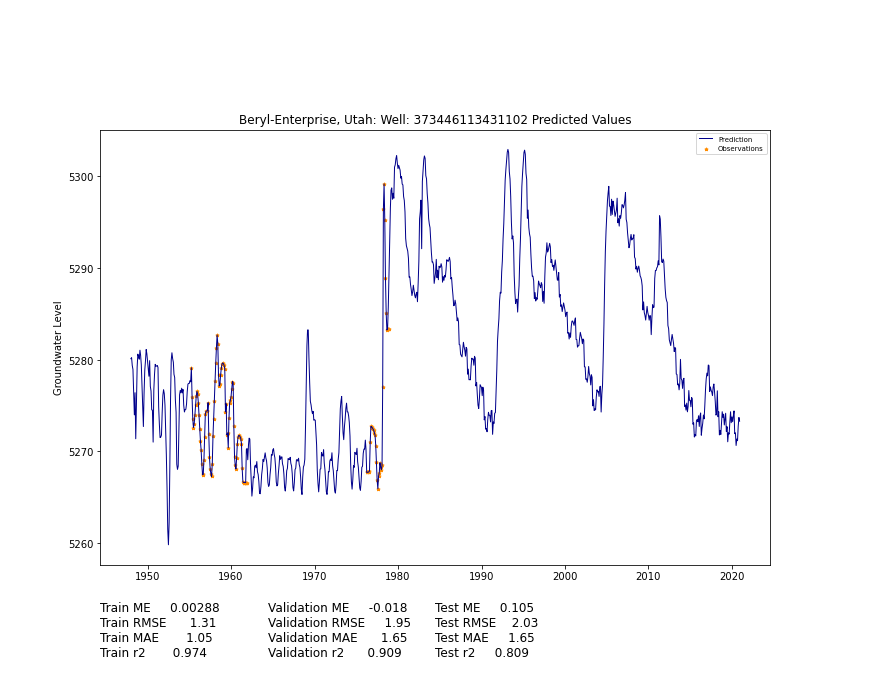 Beryl-Enterprise, Utah: Well: 373446113431102 Predicted Values
Prediction
Observations
Groundwater Level
5300
5290
5280
5270
5260
1950 1960 1970 1980 1990 2000 2010 2020
Train ME 0.00288 Validation ME -0.018 Test ME 0.105
Train RMSE 1.31 Validation RMSE 1.95 Test RMSE 2.03
Train MAE 1.05 Validation MAE 1.65 Test MAE 1.65
Train r2 0.974 Validation r2 0.909 Test r2 0.809